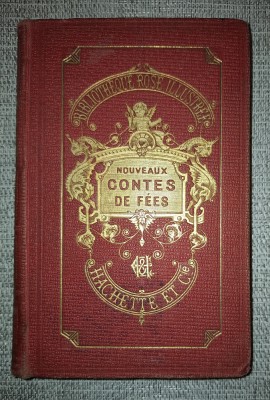 BIBLIOTHÈQUE ROSE ILLUSTRÉE
NOUVEAUX
CONTES
DE FÉES
HACHETTE ET Cie